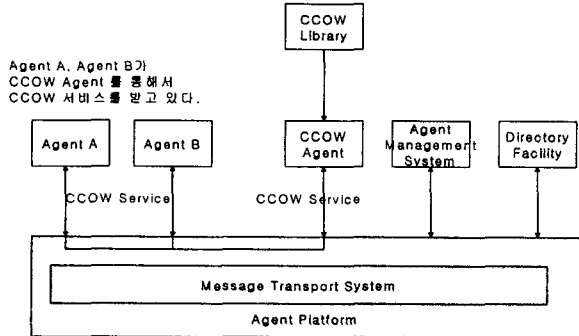 CCOW
Library
Agent A, Agent B가
CCOW Agent 를 통해서
CCOW 서비스를 받고 있다.
Agent A
Agent B
CCOW
Agent
Agent
Management
System
Directory
Facility
CCOW Service
CCOW Service
Message Transport System
Agent Platform